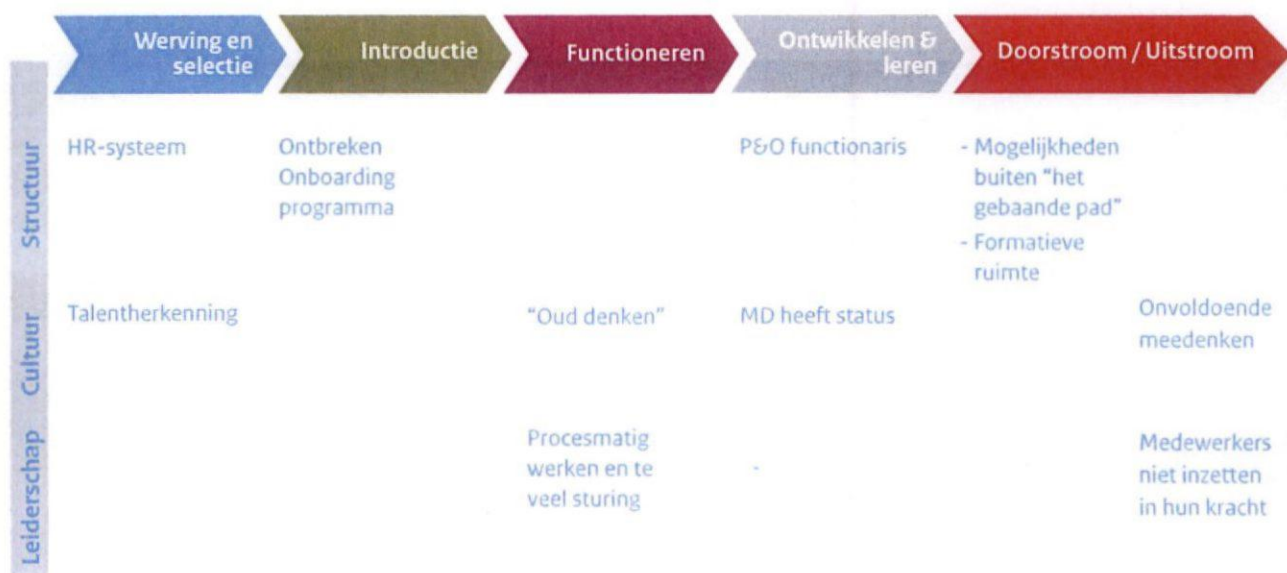 Werving en
selectie
Introductie
Functioneren
Ontwikkelen &
leren
Doorstroom / Uitstroom
Structuur
HR-systeem
Ontbreken
Onboarding
programma
P&O functionaris
- Mogelijkheden
buiten “het
gebaande pad”
- Formatieve
ruimte
Cultuur
Talentherkenning
“Oud denken”
MD heeft status
Onvoldoende
meedenken
Leiderschap
Procesmatig
werken en te
veel sturing
-
Medewerkers
niet inzetten
in hun kracht